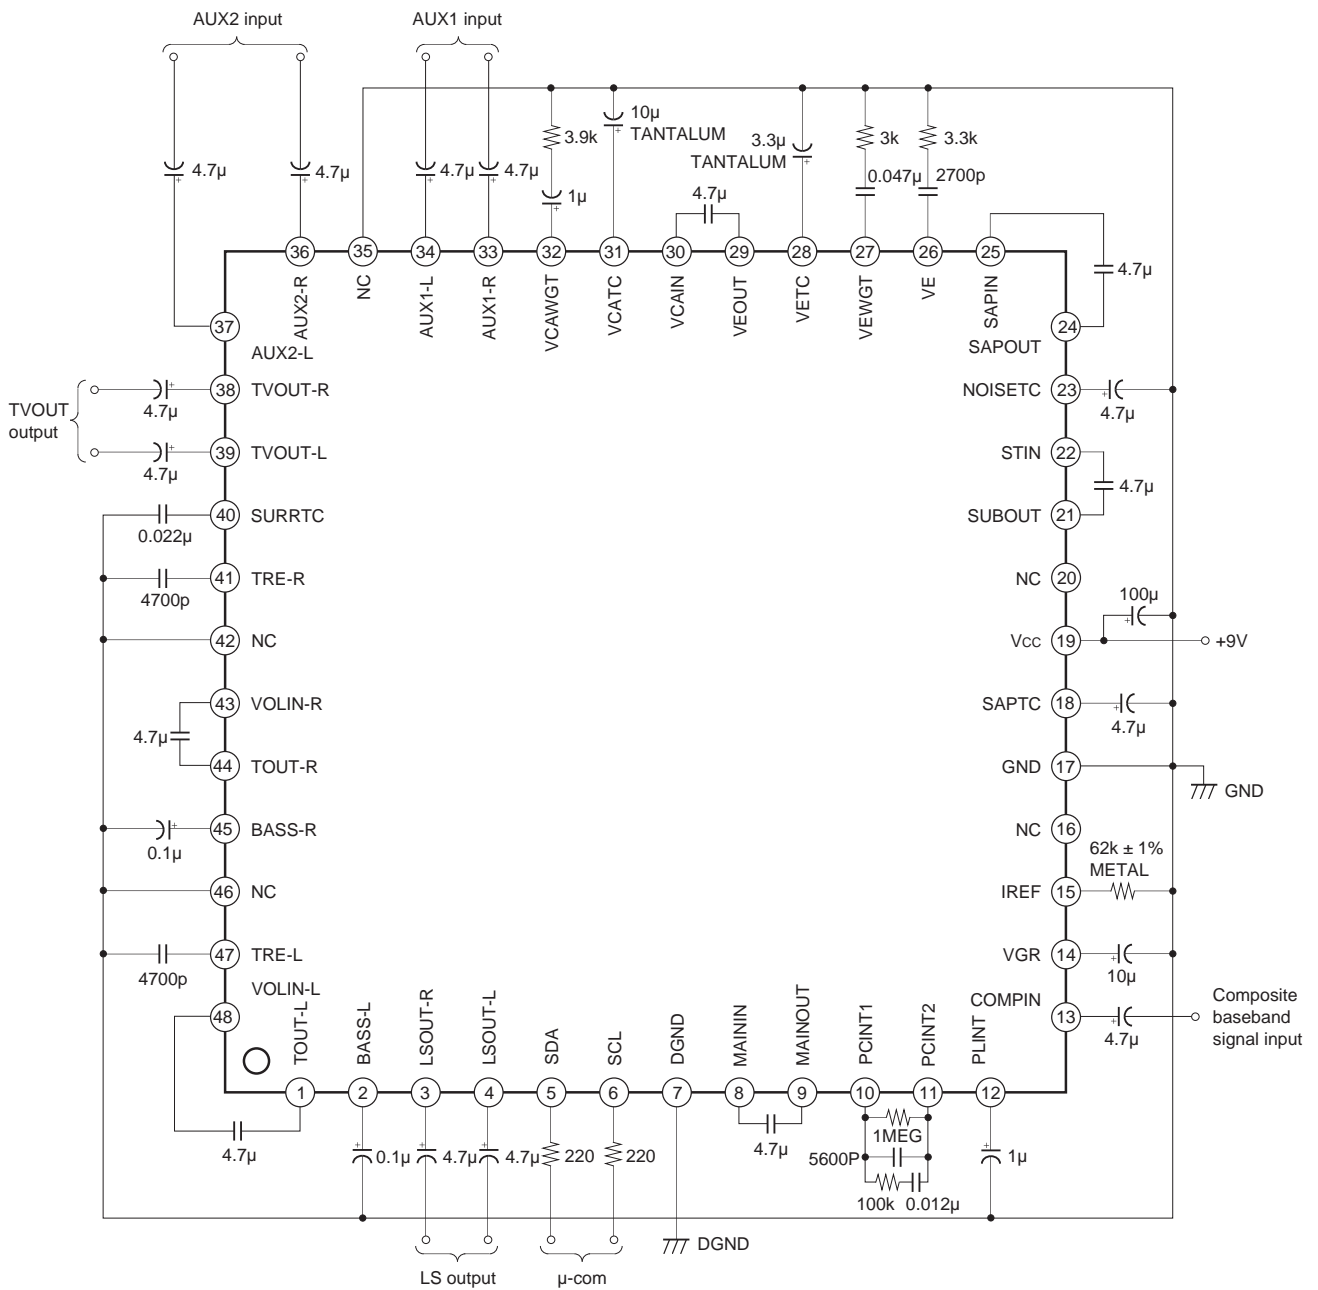 AUX2 input
AUX1 input
4.7μ
4.7μ
4.7μ
4.7μ
3.9k
1μ
10μ
TANTALUM
4.7μ
3.3μ
TANTALUM
3k
0.047μ
3.3k
2700p
36
35
34
33
32
31
30
29
28
27
26
25
AUX2-R
NC
AUX1-L
AUX1-R
VCAWGT
VCATC
VCAIN
VEOUT
VETC
VEWGT
VE
SAPIN
4.7μ
37
AUX2-L
24
SAPOUT
TVOUT
output
4.7μ
38
TVOUT-R
NOISETC
23
4.7μ
4.7μ
39
TVOUT-L
STIN
22
4.7μ
0.022μ
40
SURRTC
SUBOUT
21
4700p
41
TRE-R
NC
20
100μ
42
NC
Vcc
19
+9V
43
VOLIN-R
SAPTC
18
4.7μ
4.7μ
44
TOUT-R
GND
17
GND
0.1μ
45
BASS-R
NC
16
62k ± 1%
METAL
46
NC
IREF
15
4700p
47
TRE-L
VGR
14
10μ
VOLIN-L
48
COMPIN
13
4.7μ
Composite
baseband
signal input
TOUT-L
BASS-L
LSOUT-R
LSOUT-L
SDA
SCL
DGND
MAININ
MAINOUT
PCINT1
PCINT2
PLINT
1
2
3
4
5
6
7
8
9
10
11
12
4.7μ
0.1μ
4.7μ
4.7μ
220
220
4.7μ
1MEG
5600P
100k
0.012μ
1μ
DGND
LS output
μ-com